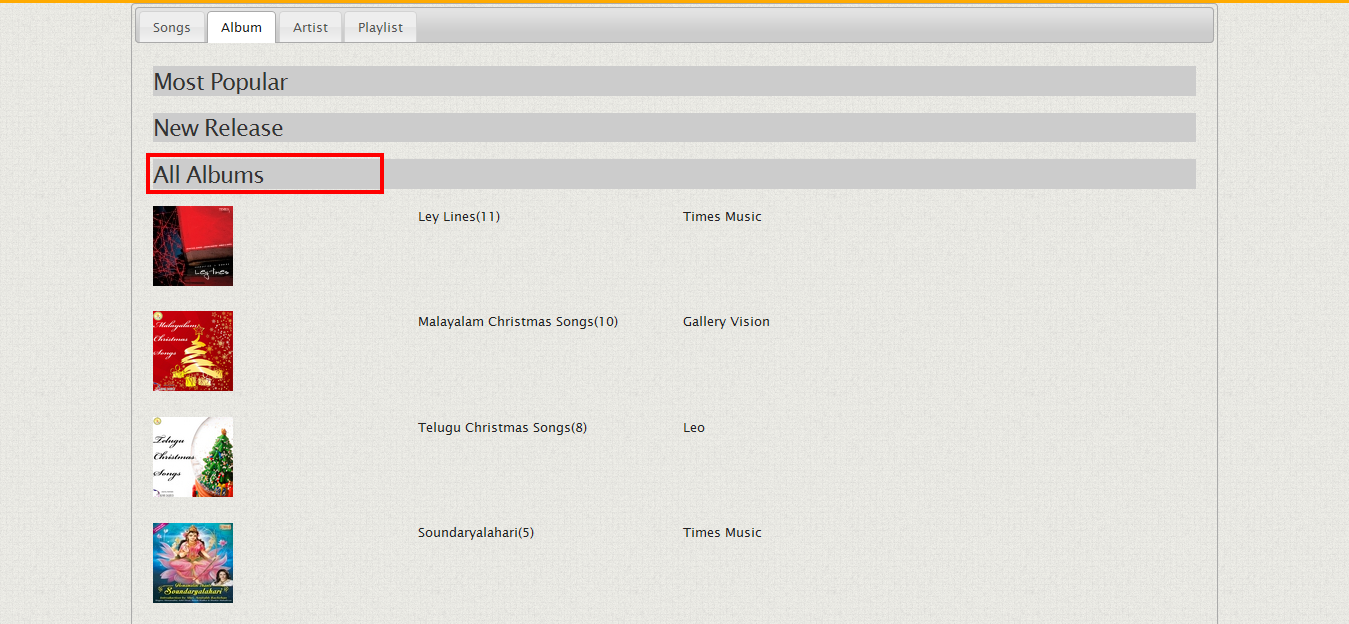 Songs Album Artist Playlist
Most Popular
New Release
All Albums
Ley Lines(11) Times Music
Ley-lines
Malayalam Christmas Songs(10) Gallery Vision
Malayalam
Christmas
Songs
Telugu Christmas Songs(8) Leo
Telugu
Christmas
Songs
Soundaryalahari(5) Times Music
Soundaryalahari